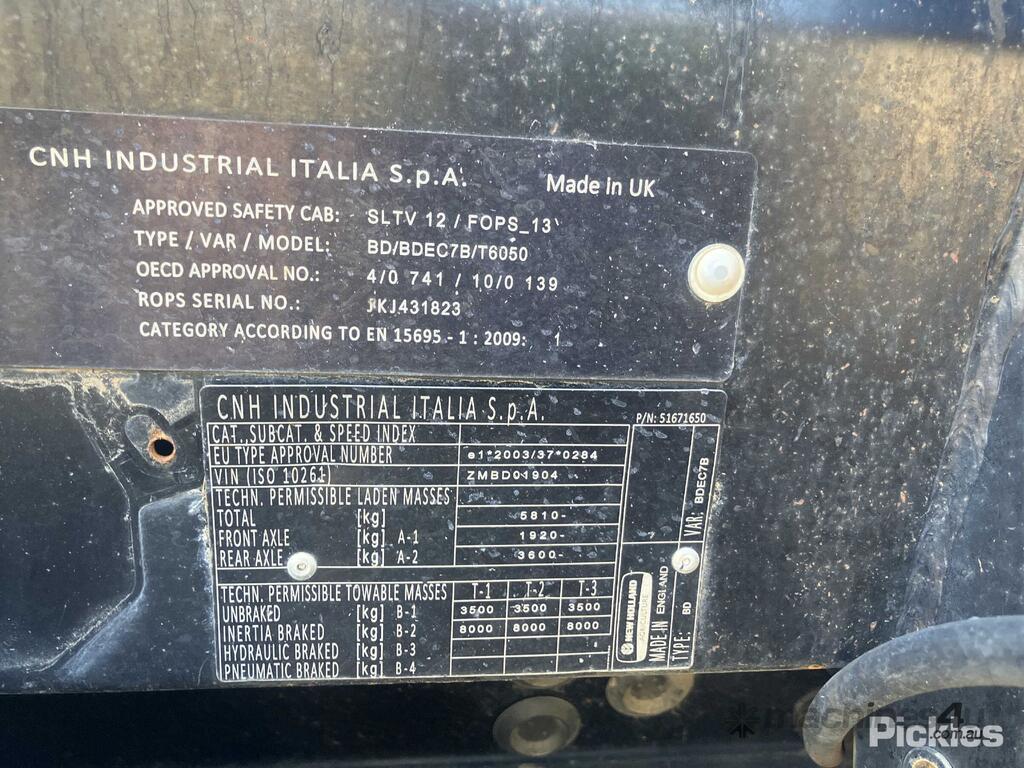 CNH INDUSTRIAL ITALIA S.p.A. Made in UK
APPROVED SAFETY CAB: SLTV 12 / FOPS_13
TYPE / VAR / MODEL: BD/BDEC7B/T6050
OECD APPROVAL NO.: 4/0 741 / 10/0 139
ROPS SERIAL NO.: JKJ431823
CATEGORY ACCORDING TO EN 15695 - 1 : 2009: 1
CNH INDUSTRIAL ITALIA S.p.A. P/N: 51671650
CAT., SUBCAT. & SPEED INDEX
EU TYPE APPROVAL NUMBER e1*2003/37*0284
VIN (ISO 10261) ZMBD01904
TECHN. PERMISSIBLE LADEN MASSES
TOTAL [kg] 5810-
FRONT AXLE [kg] A-1 1920-
REAR AXLE [kg] A-2 3600-
TECHN. PERMISSIBLE TOWABLE MASSES T-1 T-2 T-3
UNBRAKED [kg] B-1 3500 3500 3500
INERTIA BRAKED [kg] B-2 8000 8000 8000
HYDRAULIC BRAKED [kg] B-3
PNEUMATIC BRAKED [kg] B-4
NEW HOLLAND
MADE IN ENGLAND
TYPE: BD
VAR: BDEC7B
machines4u
.com.au
Pickles